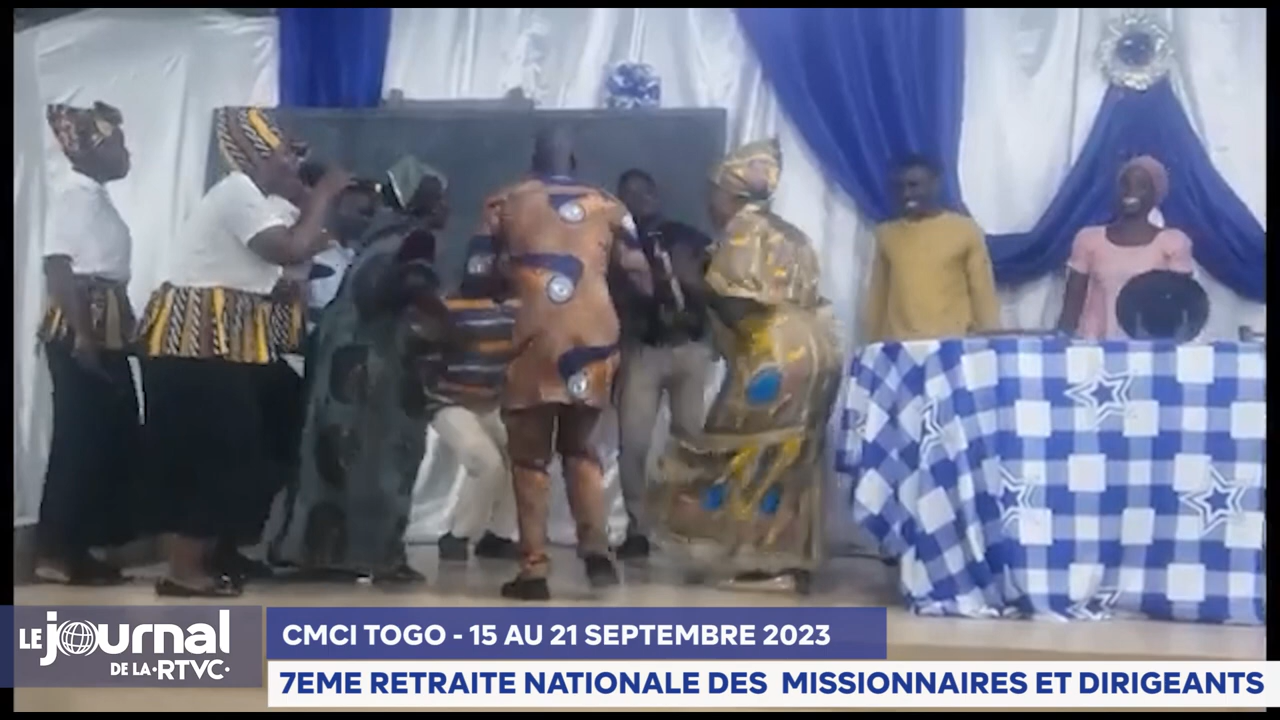 LE JOURNAL
DE LA • RTVC •
CMCI TOGO - 15 AU 21 SEPTEMBRE 2023
7EME RETRAITE NATIONALE DES MISSIONNAIRES ET DIRIGEANTS